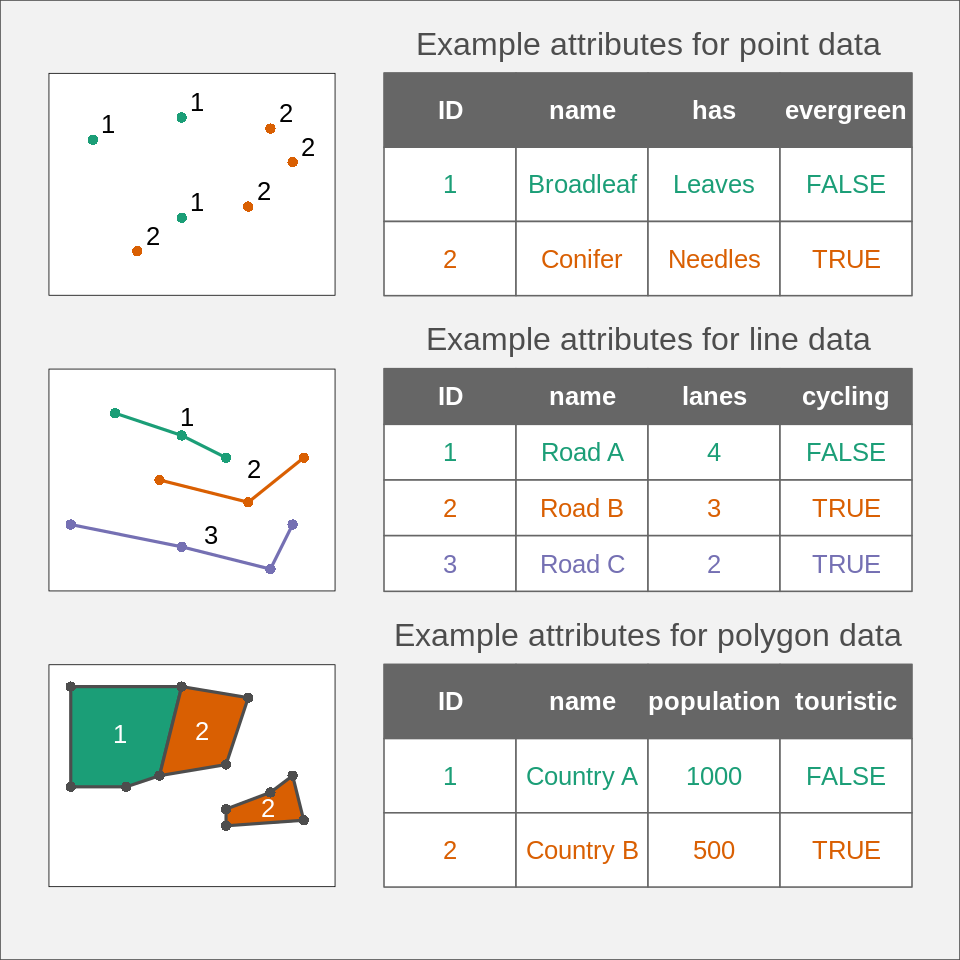 Example attributes for point data
1
1
2
2
1
2
2
ID name has evergreen
1 Broadleaf Leaves FALSE
2 Conifer Needles TRUE
Example attributes for line data
1
2
3
ID name lanes cycling
1 Road A 4 FALSE
2 Road B 3 TRUE
3 Road C 2 TRUE
Example attributes for polygon data
1
2
2
ID name population touristic
1 Country A 1000 FALSE
2 Country B 500 TRUE